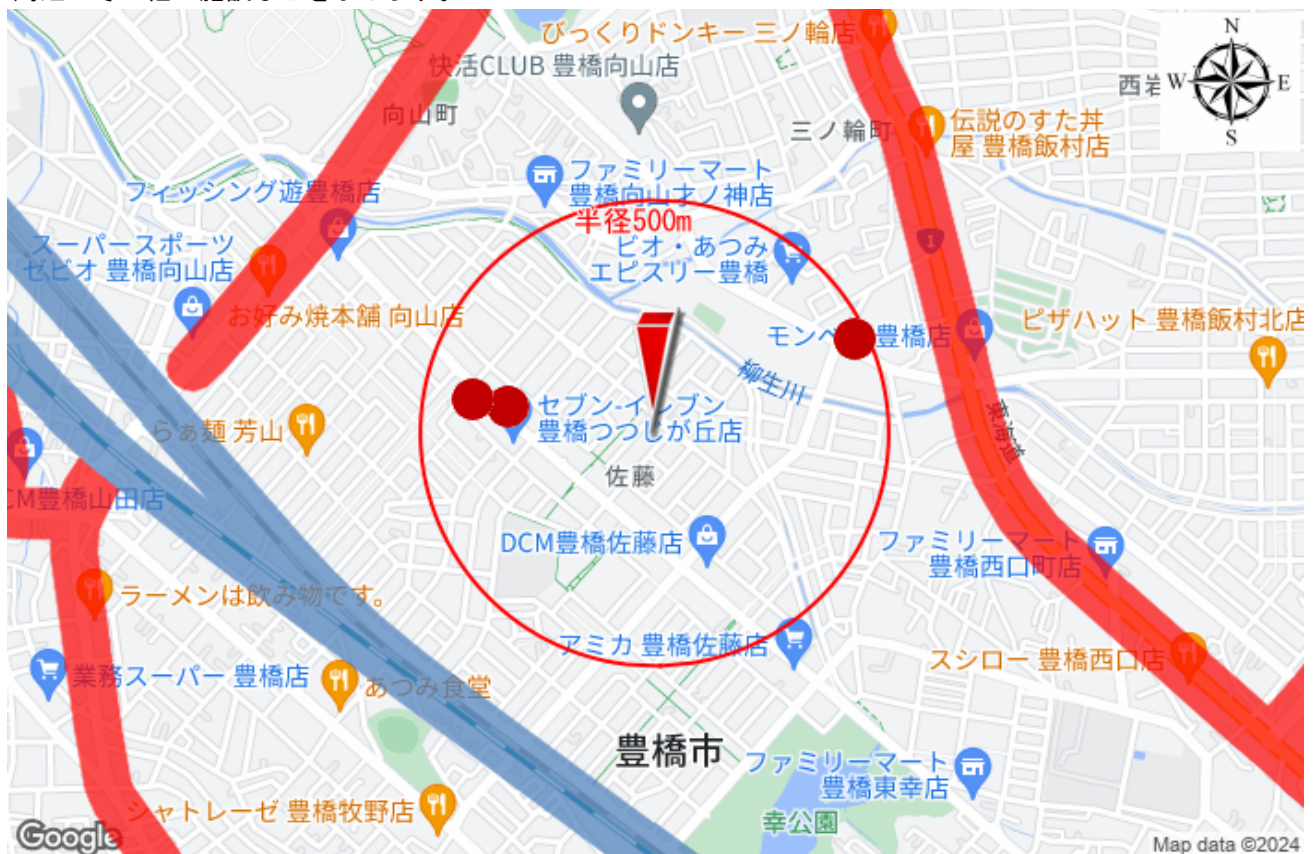 びっくりドンキー 三ノ輪店
快活CLUB 豊橋向山店
向山町
三ノ輪町
西岩
N
W
E
S
伝説のすた丼
屋 豊橋飯村店
ファミリーマート
豊橋向山才ノ神店
フィッシング遊豊橋店
半径500m
スーパースポーツ
ゼビオ 豊橋向山店
ビオ・あつみ
エピスリー豊橋
1
お好み焼本舗 向山店
モンベ
豊橋店
ピザハット 豊橋飯村北店
柳生川
セブン-イレブン
豊橋つつじが丘店
らぁ麺 芳山
東海道
佐藤
CM豊橋山田店
DCM豊橋佐藤店
ファミリーマート
豊橋西口町店
ラーメンは飲み物です。
アミカ 豊橋佐藤店
スシロー 豊橋西口店
業務スーパー 豊橋店
あつみ食堂
豊橋市
ファミリーマート
豊橋東幸店
シャトレーゼ 豊橋牧野店
幸公園
Google
Map data ©2024